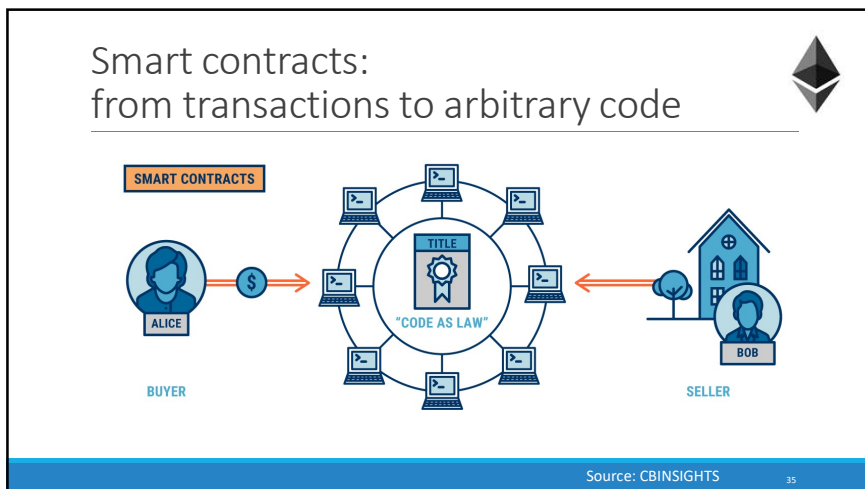 Smart contracts:
from transactions to arbitrary code
SMART CONTRACTS
>_
>_
>_
>_
>_
>_
>_
>_
TITLE
"CODE AS LAW"
$
ALICE
BUYER
BOB
SELLER
Source: CBINSIGHTS
35